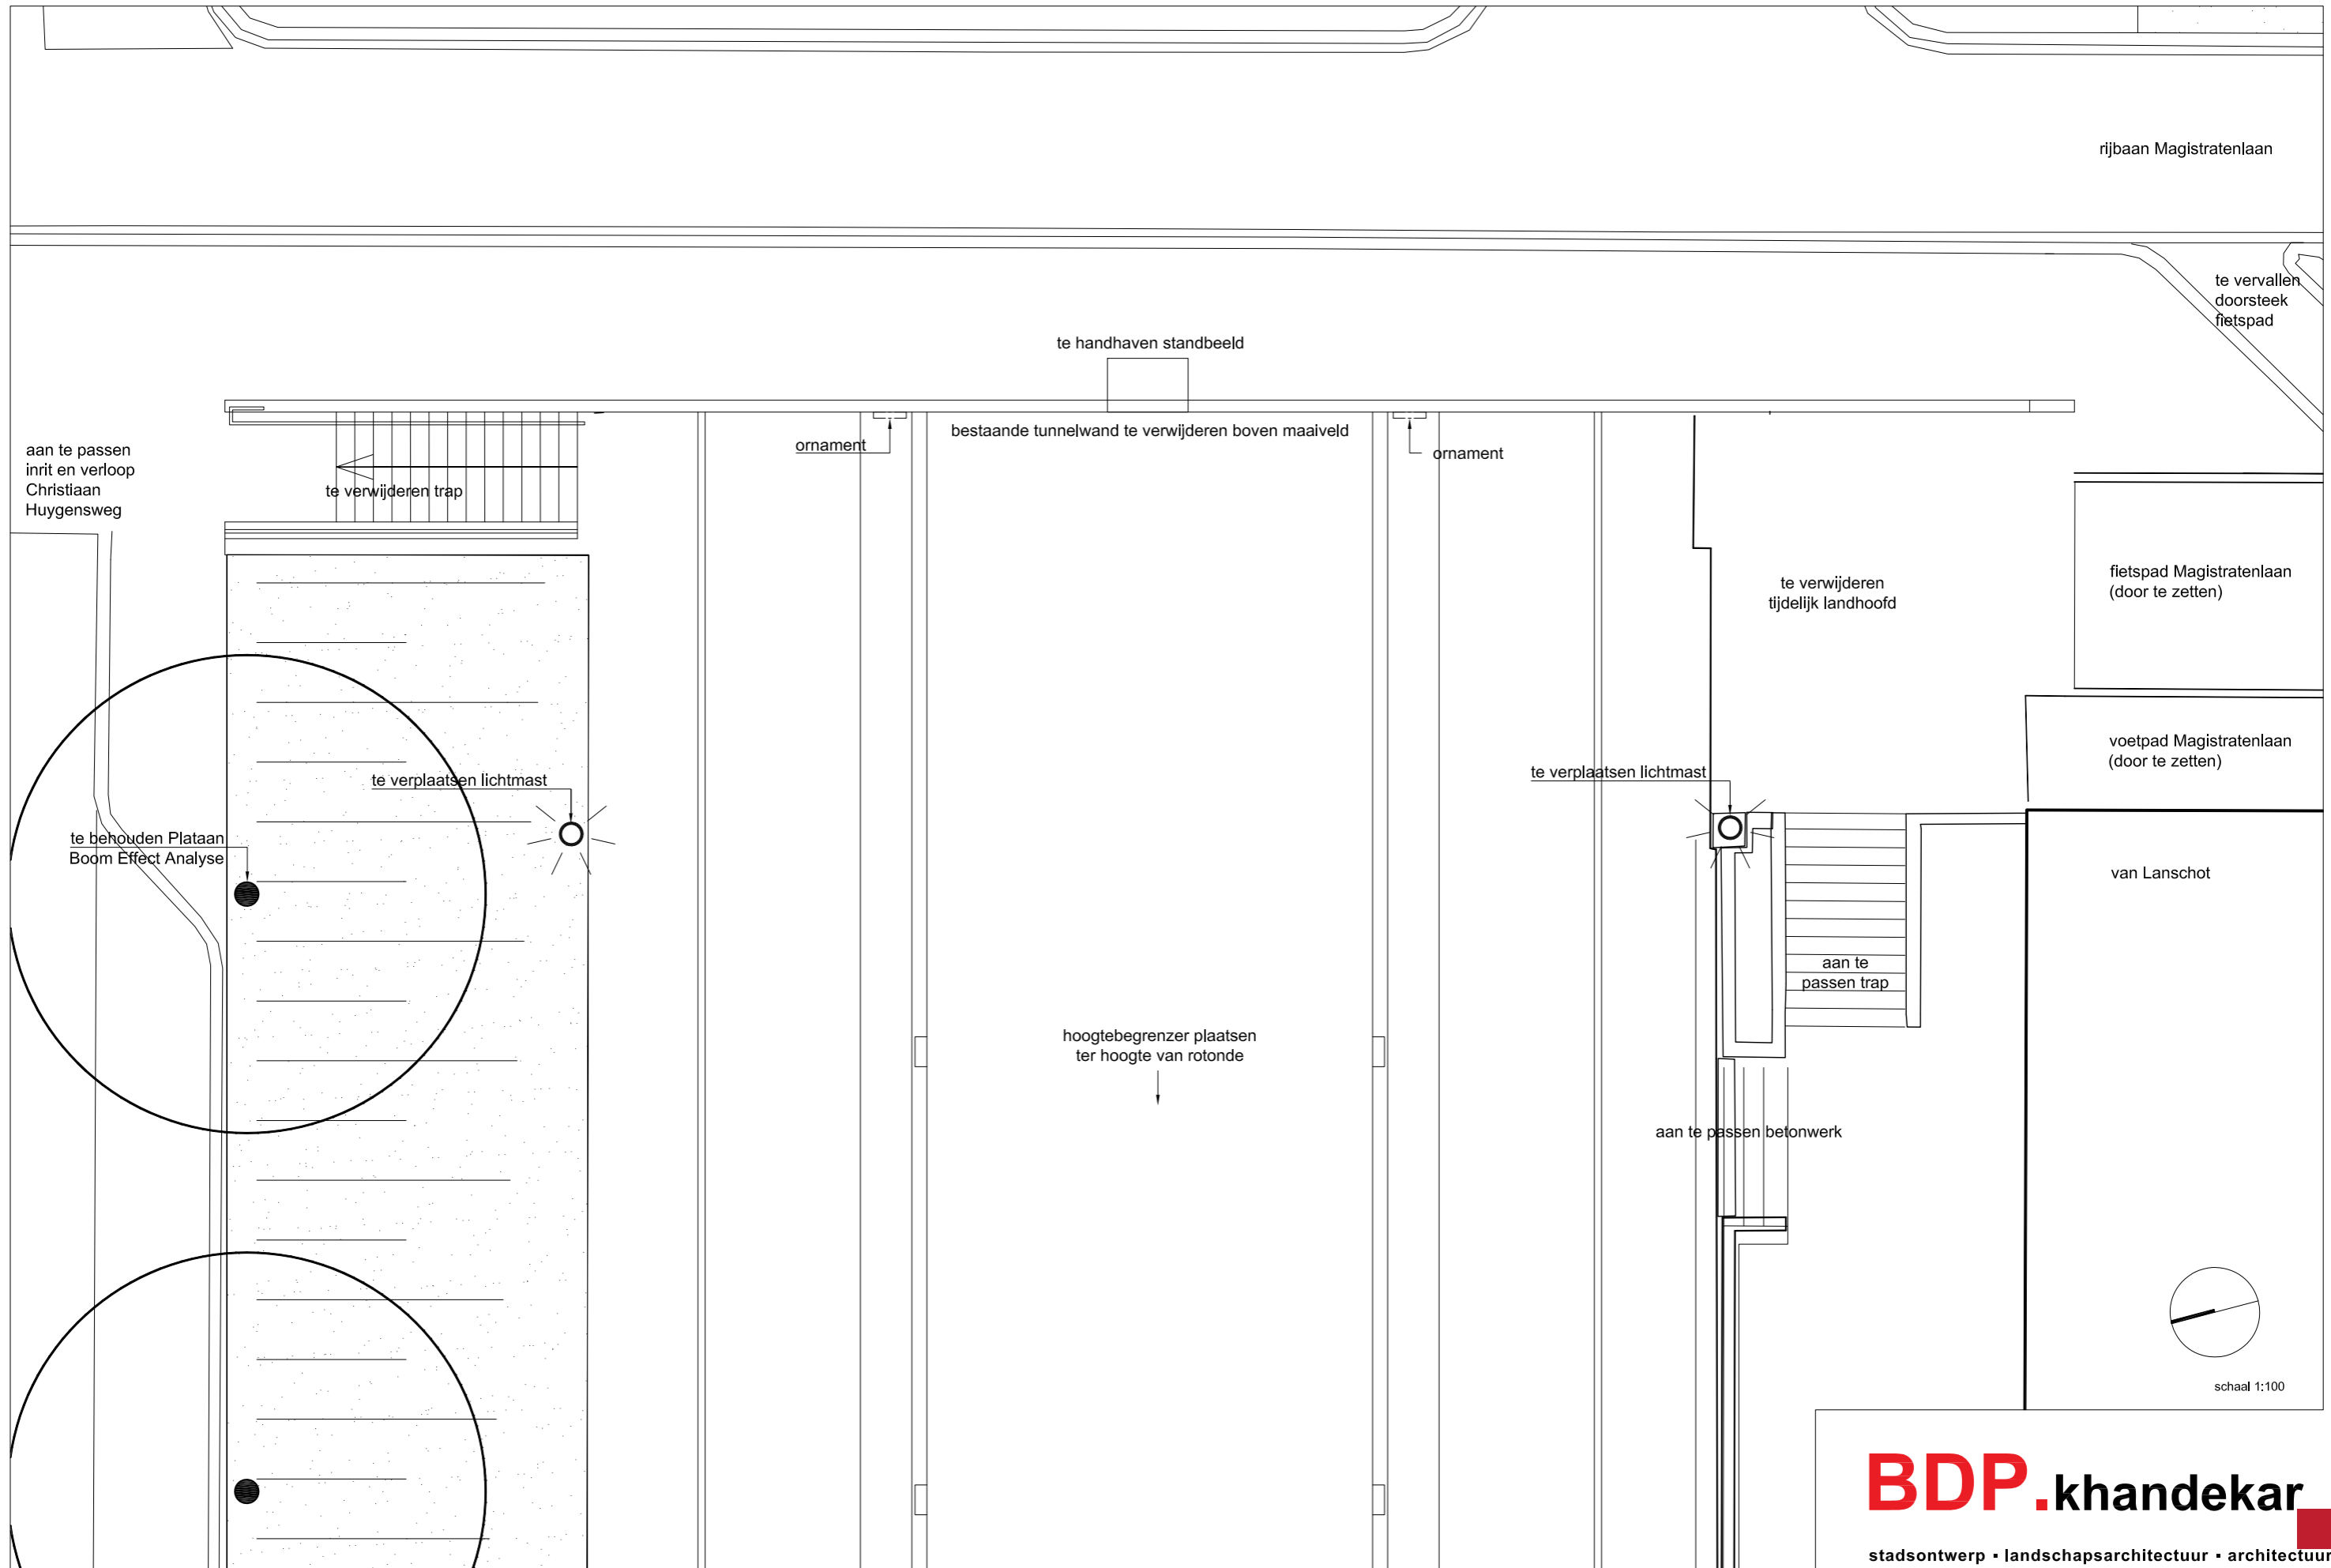 rijbaan Magistratenlaan
te vervallen
doorsteek
fietspad
te handhaven standbeeld
bestaande tunnelwand te verwijderen boven maaiveld
ornament
ornament
aan te passen
inrit en verloop
Christiaan
Huygensweg
te verwijderen trap
te verwijderen
tijdelijk landhoofd
fietspad Magistratenlaan
(door te zetten)
voetpad Magistratenlaan
(door te zetten)
te verplaatsen lichtmast
te verplaatsen lichtmast
te behouden Plataan
Boom Effect Analyse
van Lanschot
aan te
passen trap
hoogtebegrenzer plaatsen
ter hoogte van rotonde
aan te passen betonwerk
schaal 1:100
BDP.khandekar
stadsontwerp ▪ landschapsarchitectuur ▪ architectuur